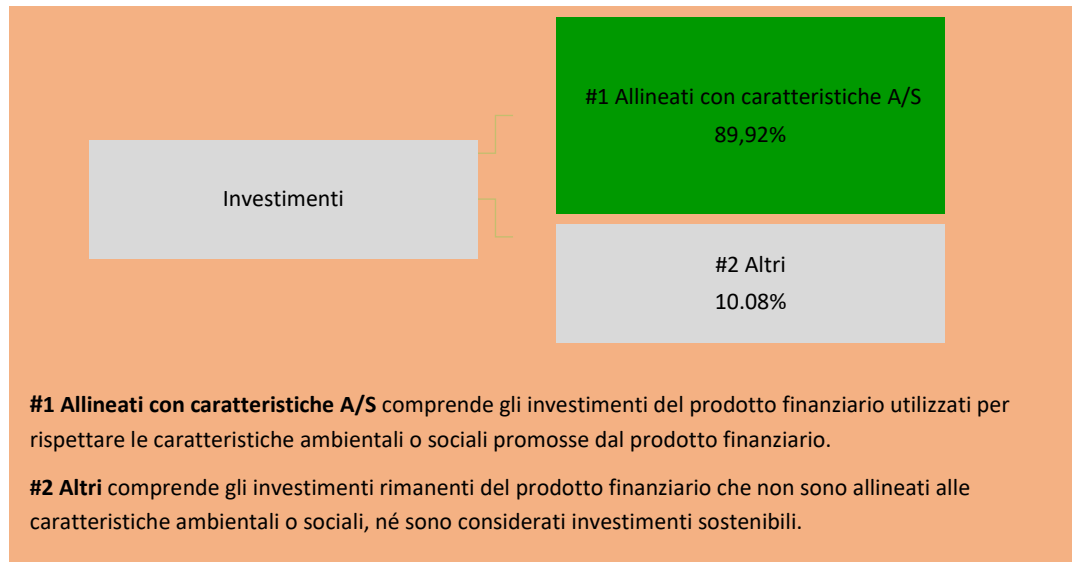 #1 Allineati con caratteristiche A/S
89,92%
Investimenti
#2 Altri
10.08%
#1 Allineati con caratteristiche A/S comprende gli investimenti del prodotto finanziario utilizzati per
rispettare le caratteristiche ambientali o sociali promosse dal prodotto finanziario.
#2 Altri comprende gli investimenti rimanenti del prodotto finanziario che non sono allineati alle
caratteristiche ambientali o sociali, né sono considerati investimenti sostenibili.